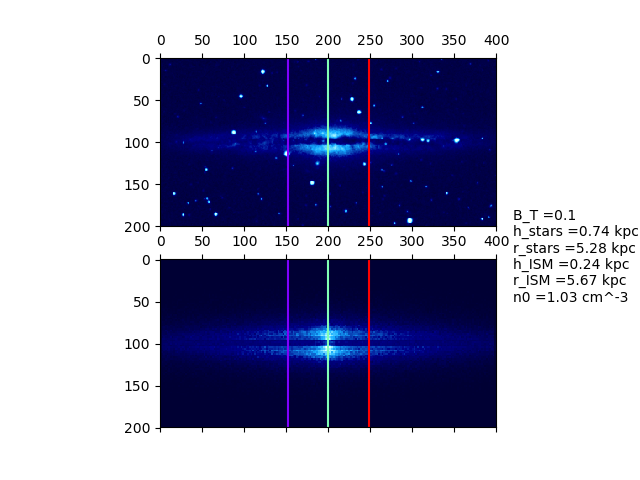 0 50 100 150 200 250 300 350 400
0
50
100
150
200
0 50 100 150 200 250 300 350 400
0
50
100
150
200
B_T =0.1
h_stars =0.74 kpc
r_stars =5.28 kpc
h_ISM =0.24 kpc
r_ISM =5.67 kpc
n0 =1.03 cm^-3